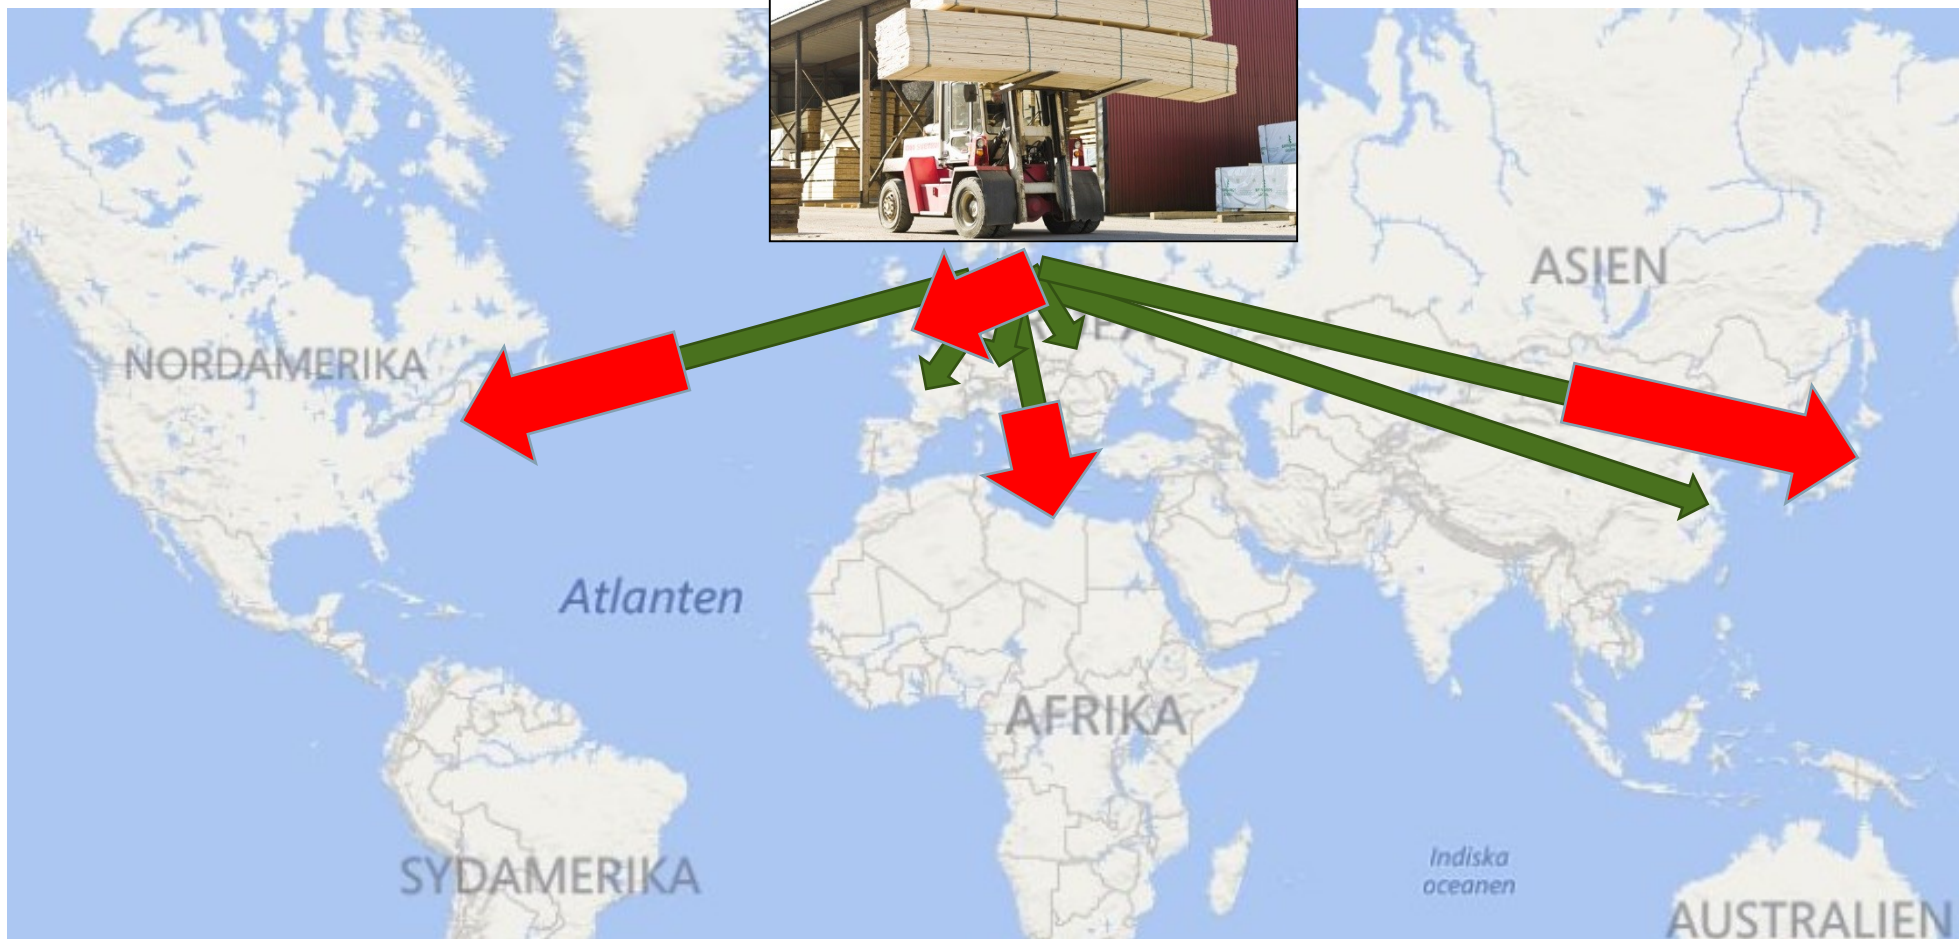 ASIEN
NORDAMERIKA
Atlanten
AFRIKA
Indiska
oceanen
SYDAMERIKA
AUSTRALIEN